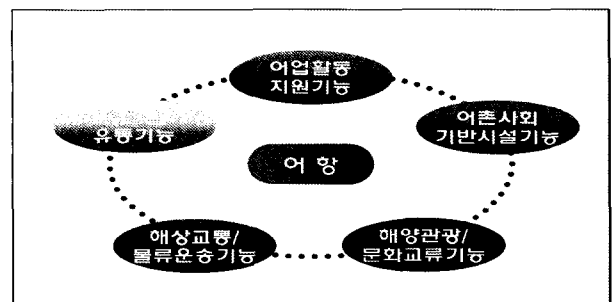 어업활동
지원기능
유통기능
어촌사회
기반시설기능
어항
해상교통/
물류운송기능
해양관광/
문화교류기능